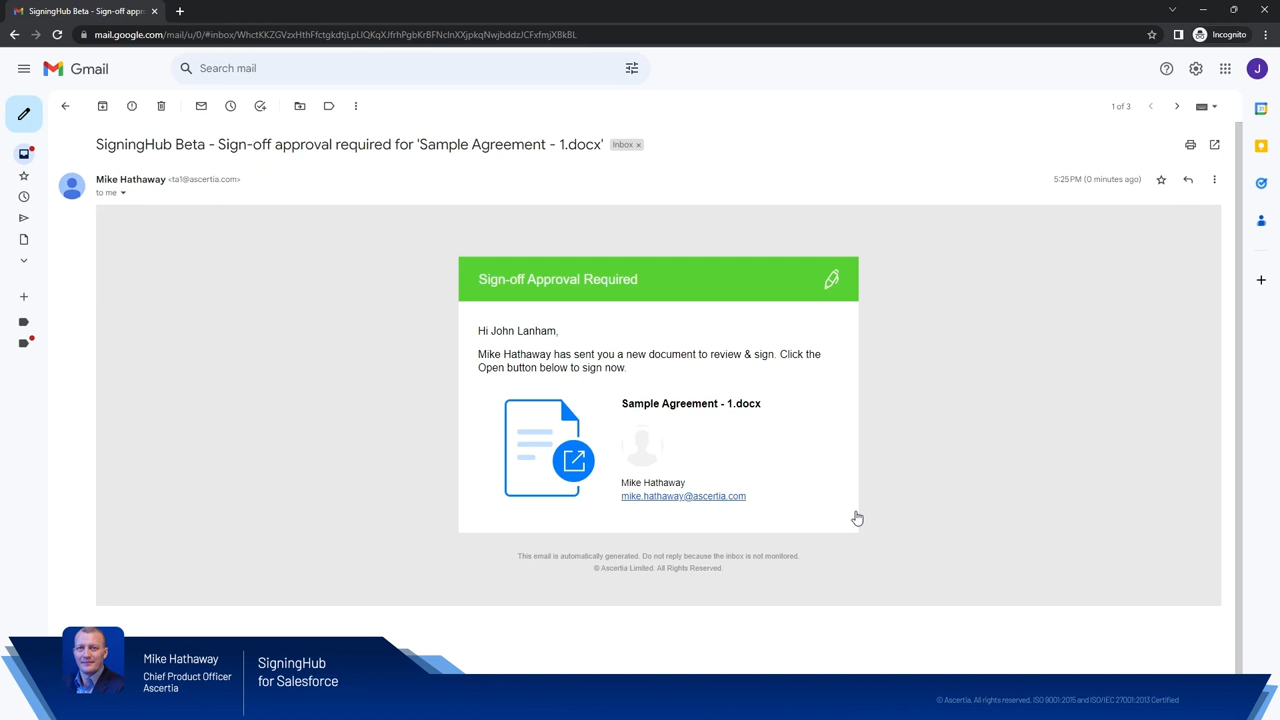 SigningHub Beta - Sign-off appr
mail.google.com/mail/u/0/#inbox/WhctKKZGVzxHthFfctgkdtjLpLlQKqXJfrhPgbKrBFNcInXXjpkqNwjbddzJCFxfmjXbKbL
Incognito
Gmail
Search mail
J
1 of 3
SigningHub Beta - Sign-off approval required for 'Sample Agreement - 1.docx'
Inbox ×
Mike Hathaway <ta1@ascertia.com>
5:25 PM (0 minutes ago)
to me
Sign-off Approval Required
Hi John Lanham,
Mike Hathaway has sent you a new document to review & sign. Click the
Open button below to sign now.
Sample Agreement - 1.docx
Mike Hathaway
mike.hathaway@ascertia.com
This email is automatically generated. Do not reply because the inbox is not monitored.
© Ascertia Limited. All Rights Reserved.
Mike Hathaway
Chief Product Officer
Ascertia
SigningHub
for Salesforce
© Ascertia. All rights reserved. ISO 9001:2015 and ISO/IEC 27001:2013 Certified